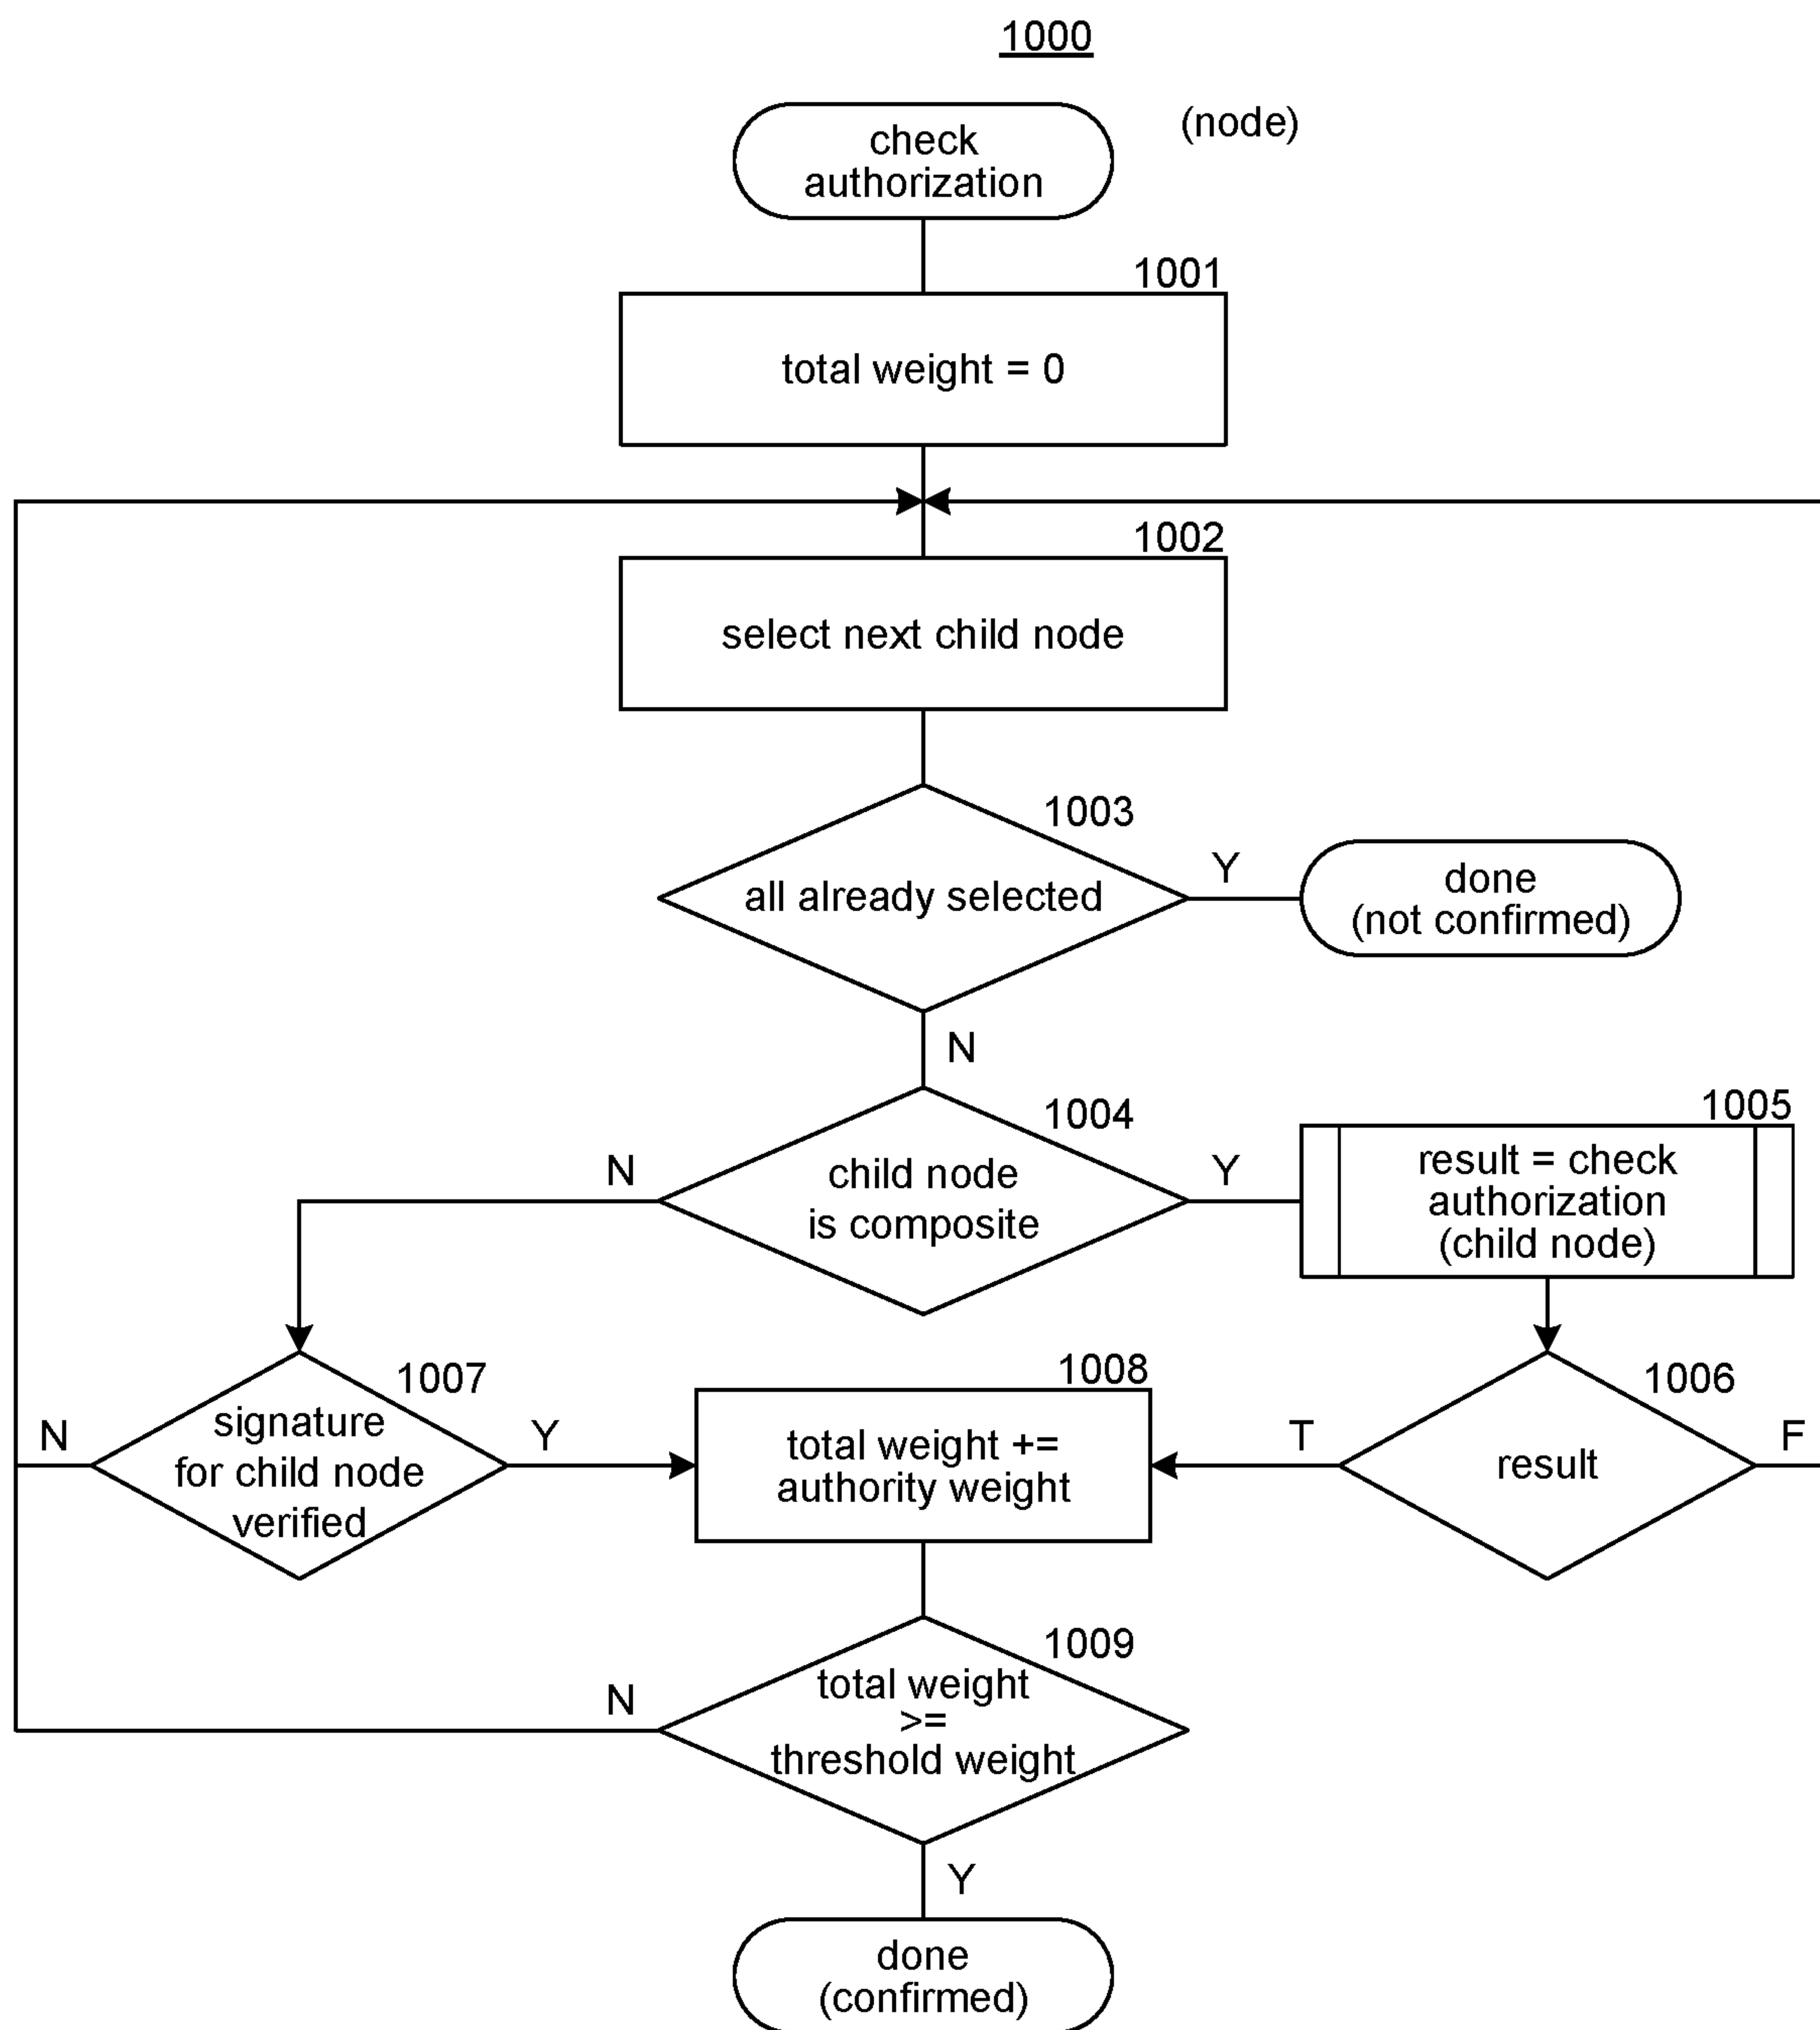 1000
check
authorization
(node)
1001
total weight = 0
1002
select next child node
1003
all already selected
Y
done
(not confirmed)
N
1004
child node
is composite
N
Y
1005
result = check
authorization
(child node)
1007
signature
for child node
verified
N
Y
1008
total weight +=
authority weight
1006
result
T
F
1009
total weight
>=
threshold weight
N
Y
done
(confirmed)